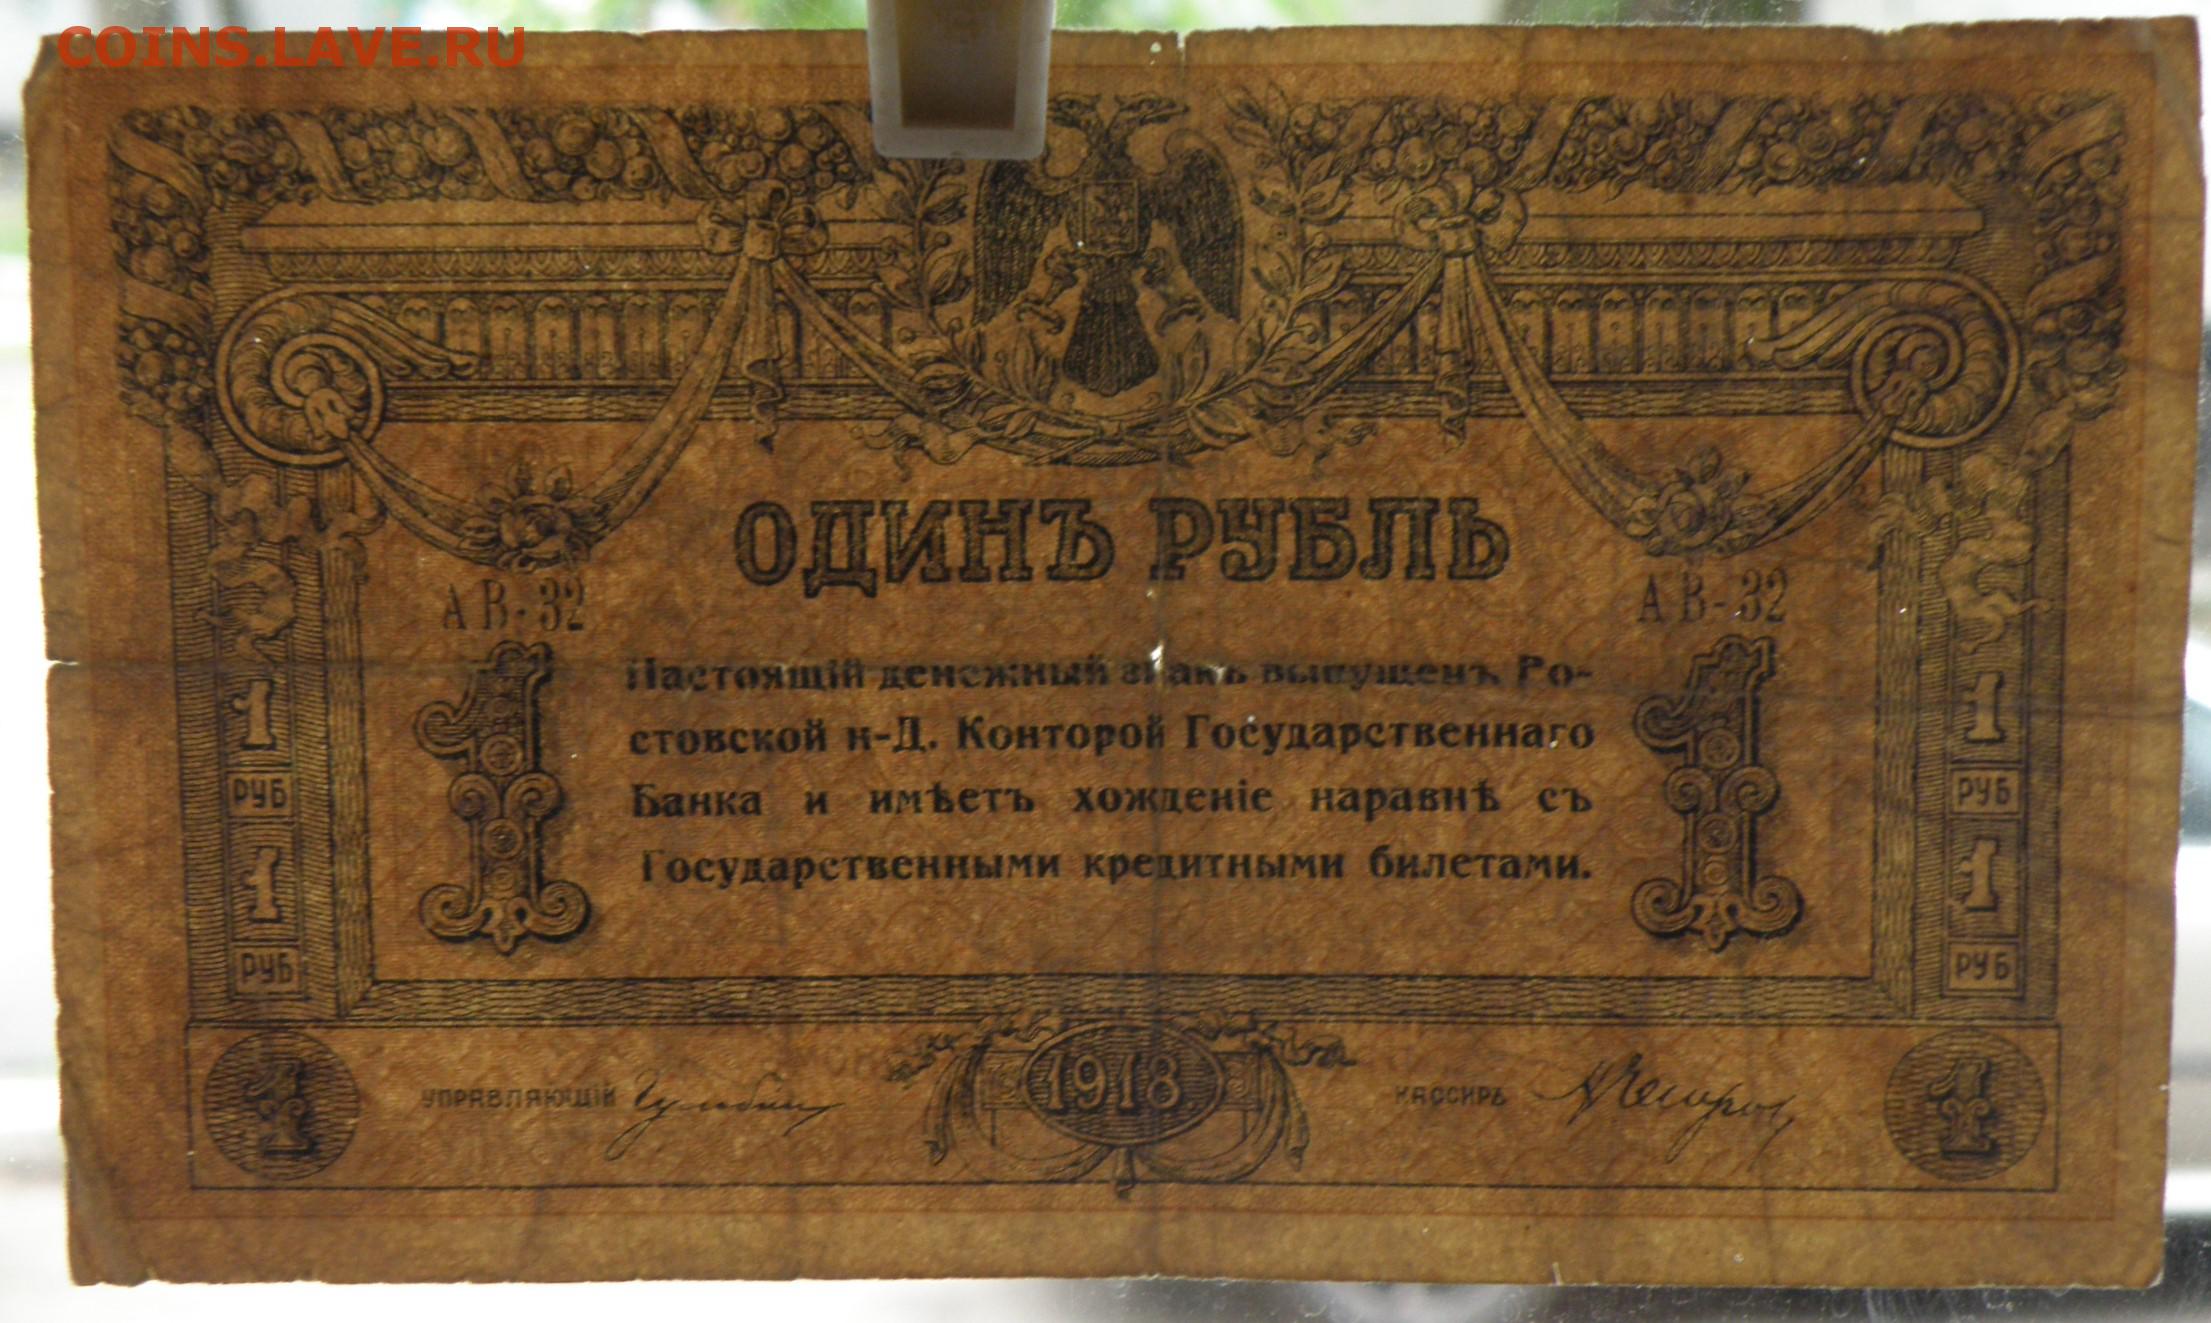 COINS.LAVE.RU
ОДИНЪ РУБЛЬ
АВ-32 АВ-32
1 1
Настоящій денежный знакъ выпущенъ Ро-
стовской н-Д. Конторой Государственнаго
Банка и имѣетъ хожденіе наравнѣ съ
Государственными кредитными билетами.
1 1
РУБ РУБ
1 1
РУБ РУБ
1 УПРАВЛЯЮЩІЙ 1918. КАССИРЪ 1